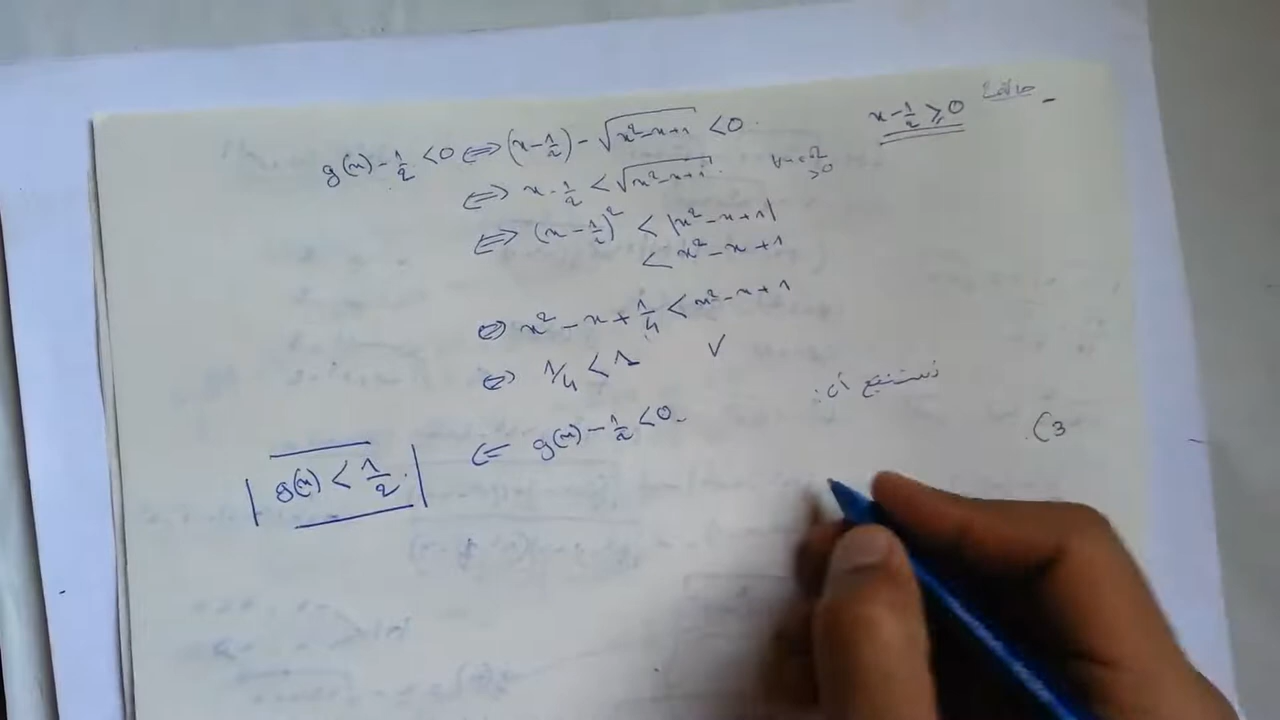 x - 1/2 ⩾ 0 حالة2 -
g(x) - 1/2 < 0 ⇔ (x - 1/2) - √(x² - x + 1) < 0.
⇔ x - 1/2 < √(x² - x + 1)
> 0
⇔ (x - 1/2)² < |x² - x + 1|
< x² - x + 1
⇔ x² - x + 1/4 < x² - x + 1
⇔ 1/4 < 1 ✓
نستنتج أن:
⇐ g(x) - 1/2 < 0.
g(x) < 1/2.
(3